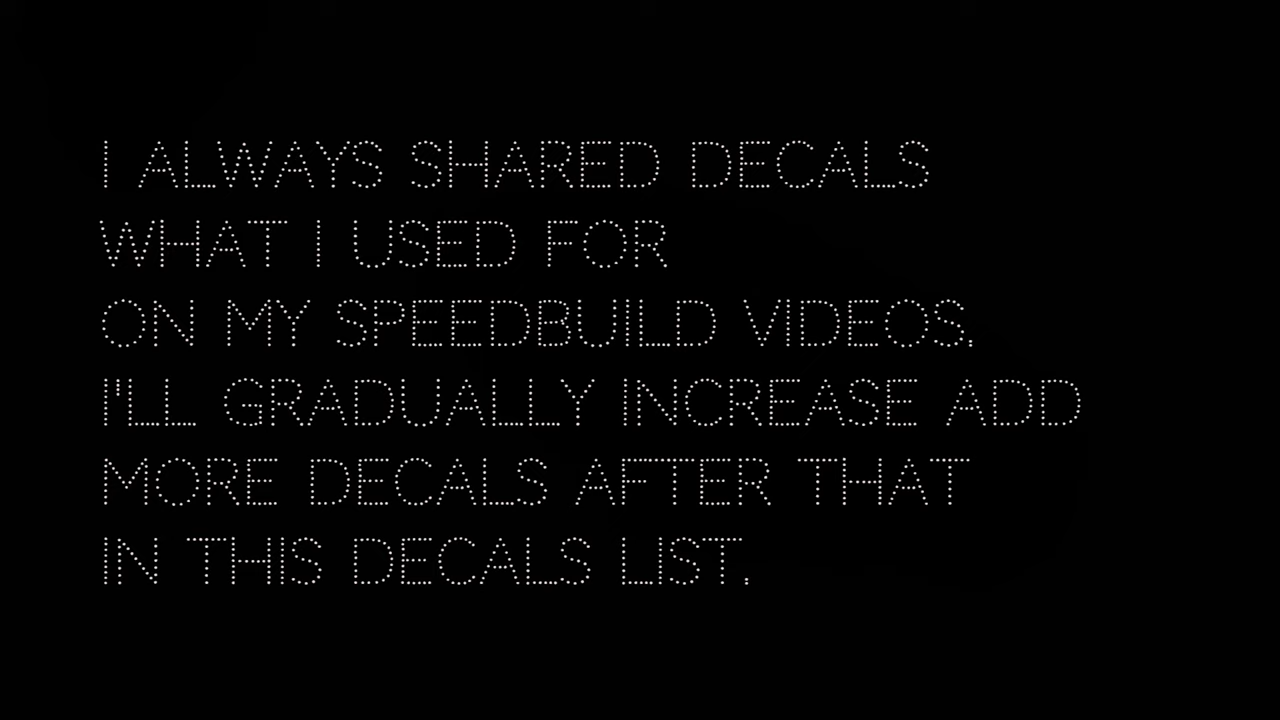 I ALWAYS SHARED DECALS
WHAT I USED FOR
ON MY SPEEDBUILD VIDEOS.
I'LL GRADUALLY INCREASE ADD
MORE DECALS AFTER THAT
IN THIS DECALS LIST.